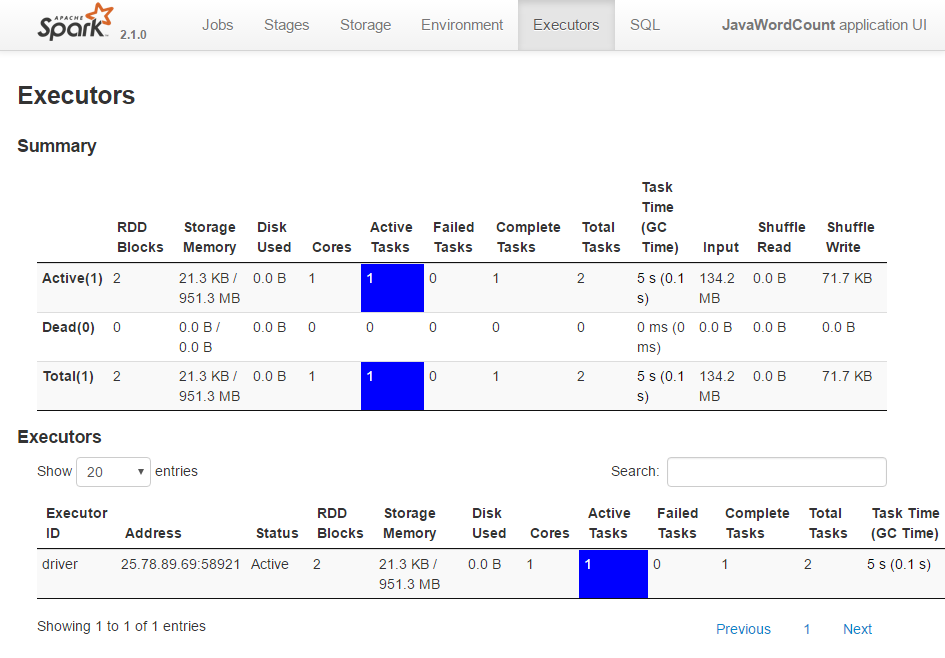 APACHE
Spark 2.1.0 Jobs Stages Storage Environment Executors SQL JavaWordCount application UI
Executors
Summary
RDD Blocks Storage Memory Disk Used Cores Active Tasks Failed Tasks Complete Tasks Total Tasks Task Time (GC Time) Input Shuffle Read Shuffle Write
Active(1) 2 21.3 KB / 951.3 MB 0.0 B 1 1 0 1 2 5 s (0.1 s) 134.2 MB 0.0 B 71.7 KB
Dead(0) 0 0.0 B / 0.0 B 0.0 B 0 0 0 0 0 0 ms (0 ms) 0.0 B 0.0 B 0.0 B
Total(1) 2 21.3 KB / 951.3 MB 0.0 B 1 1 0 1 2 5 s (0.1 s) 134.2 MB 0.0 B 71.7 KB
Executors
Show 20 entries Search:
Executor ID Address Status RDD Blocks Storage Memory Disk Used Cores Active Tasks Failed Tasks Complete Tasks Total Tasks Task Time (GC Time)
driver 25.78.89.69:58921 Active 2 21.3 KB / 951.3 MB 0.0 B 1 1 0 1 2 5 s (0.1 s)
Showing 1 to 1 of 1 entries
Previous 1 Next